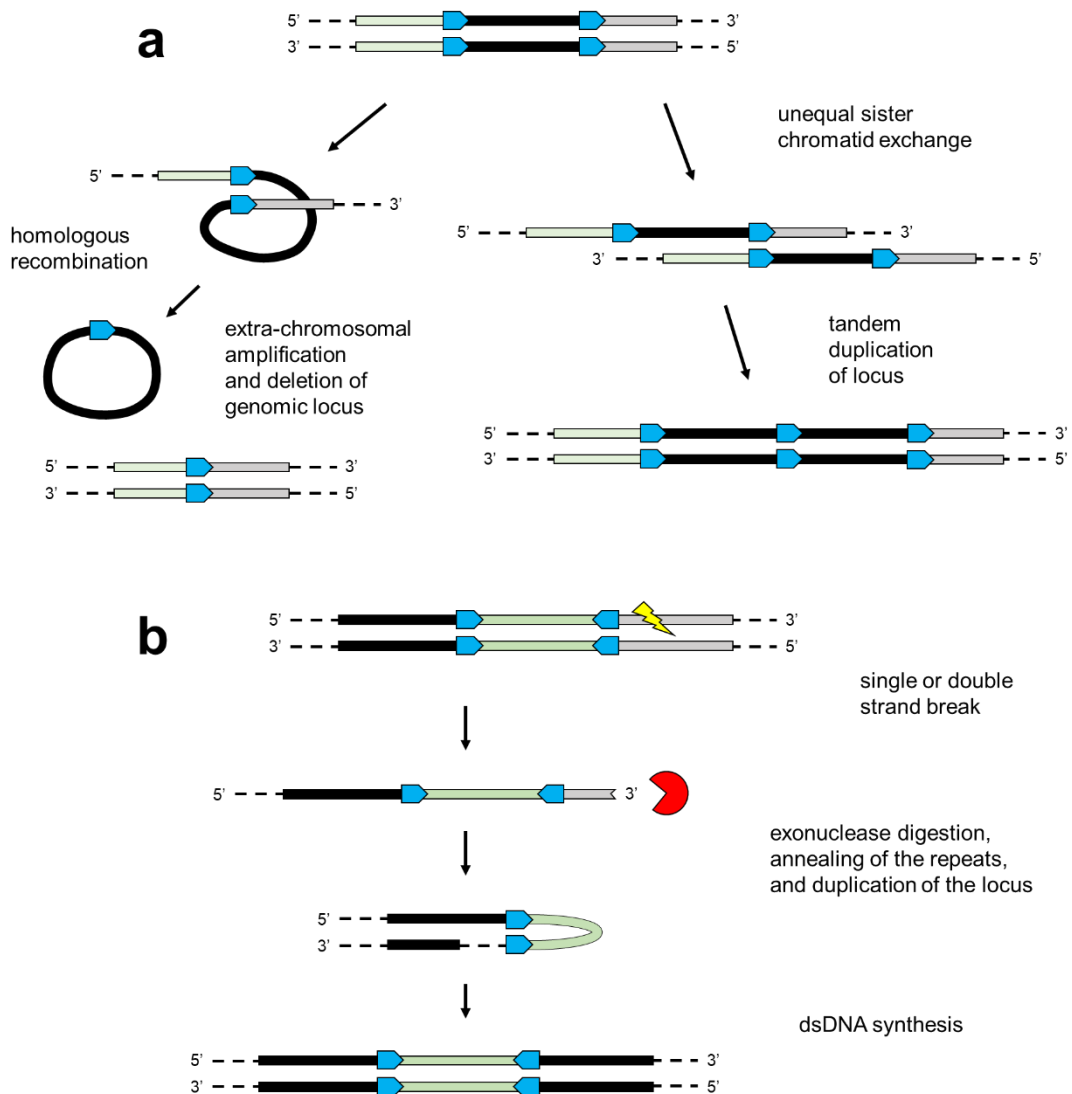 a
5’ 3’
3’ 5’
unequal sister
chromatid exchange
5’
3’
homologous
recombination
5’ 3’
3’ 5’
extra-chromosomal
amplification
and deletion of
genomic locus
tandem
duplication
of locus
5’ 3’
3’ 5’
5’ 3’
3’ 5’
b
5’ 3’
3’ 5’
single or double
strand break
5’ 3’
exonuclease digestion,
annealing of the repeats,
and duplication of the locus
5’
3’
dsDNA synthesis
5’ 3’
3’ 5’